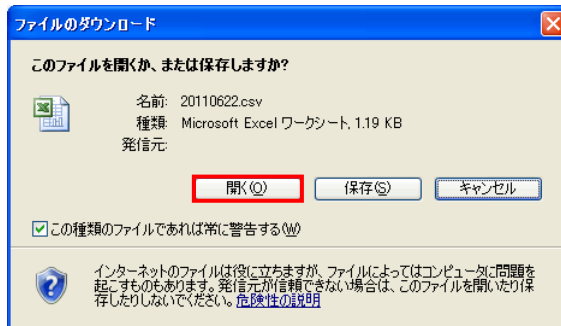 ファイルのダウンロード
このファイルを開くか、または保存しますか?
名前: 20110622.csv
種類: Microsoft Excel ワークシート, 1.19 KB
発信元:
開く(O) 保存(S) キャンセル
この種類のファイルであれば常に警告する(W)
インターネットのファイルは役に立ちますが、ファイルによってはコンピュータに問題を
起こすものもあります。発信元が信頼できない場合は、このファイルを開いたり保
存したりしないでください。危険性の説明